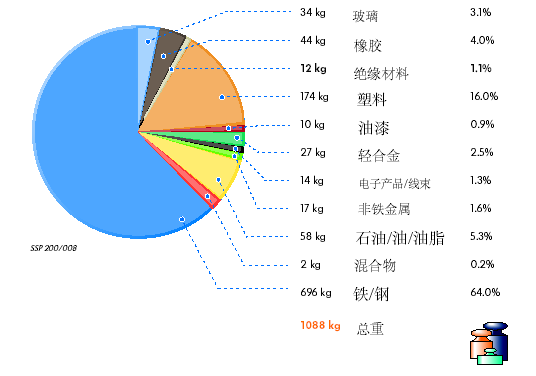 34 kg 玻璃 3.1%
44 kg 橡胶 4.0%
12 kg 绝缘材料 1.1%
174 kg 塑料 16.0%
10 kg 油漆 0.9%
27 kg 轻合金 2.5%
14 kg 电子产品/线束 1.3%
17 kg 非铁金属 1.6%
58 kg 石油/油/油脂 5.3%
SSP 200/008
2 kg 混合物 0.2%
696 kg 铁/钢 64.0%
1088 kg 总重